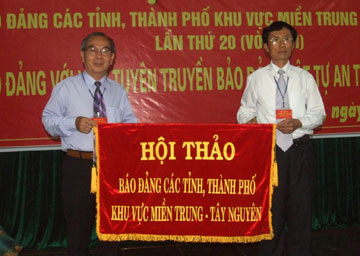 O ĐẢNG CÁC TỈNH, THÀNH PHỐ KHU VỰC MIỀN TRUNG
LẦN THỨ 20
O ĐẢNG VỚI TUYÊN TRUYỀN BẢO TỰ AN T
HỘI THẢO
BÁO ĐẢNG CÁC TỈNH, THÀNH PHỐ
KHU VỰC MIỀN TRUNG - TÂY NGUYÊN